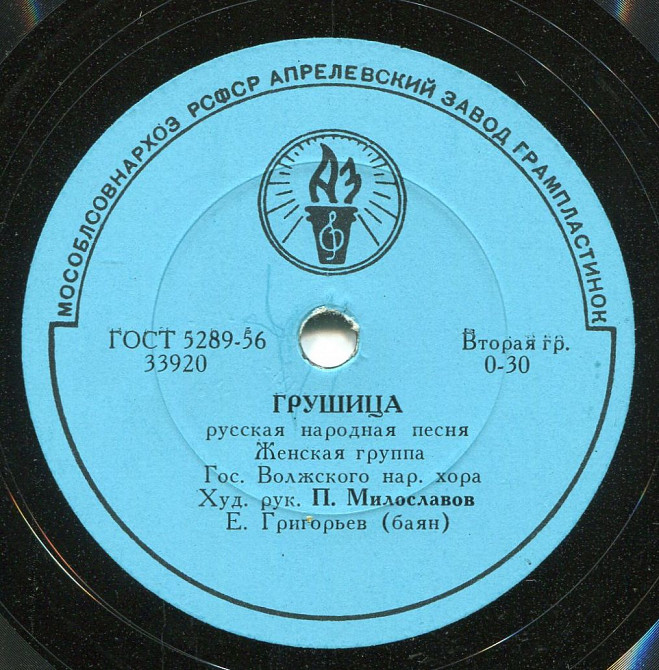 МОСОБЛСОВНАРХОЗ РСФСР АПРЕЛЕВСКИЙ ЗАВОД ГРАМПЛАСТИНОК
АЗ
ГОСТ 5289-56
33920
Вторая гр.
0-30
ГРУШИЦА
русская народная песня
Женская группа
Гос. Волжского нар. хора
Худ. рук. П. Милославов
Е. Григорьев (баян)